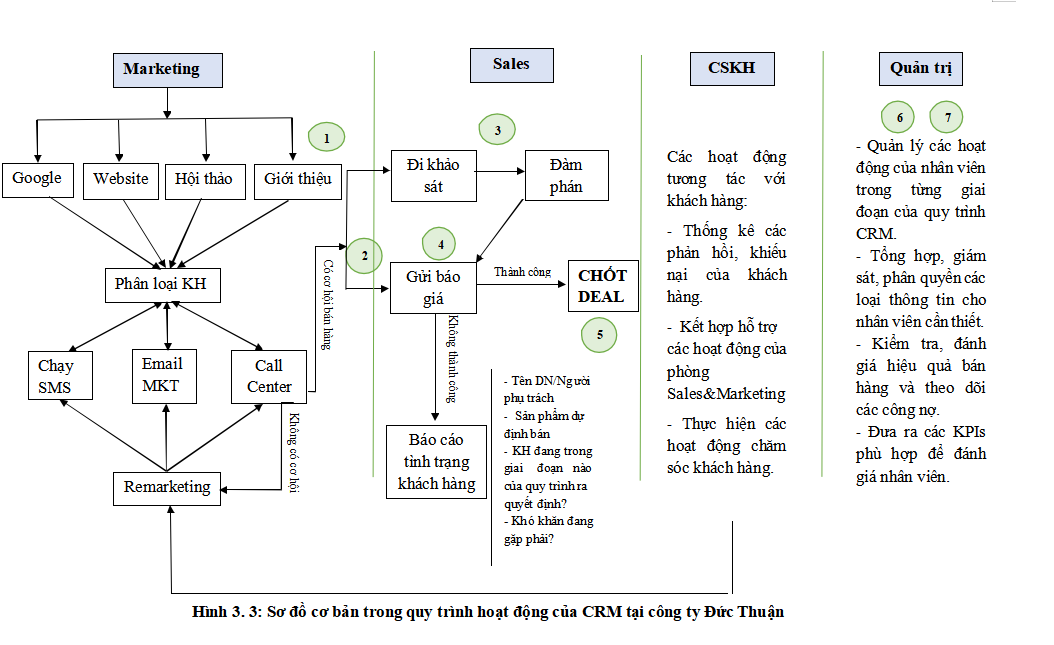 Marketing
Sales
CSKH
Quản trị
1
3
6
7
Google
Website
Hội thảo
Giới thiệu
Đi khảo
sát
Đàm
phán
2
4
Phân loại KH
Có cơ hội bán hàng
Gửi báo
giá
Thành công
CHỐT
DEAL
5
Không thành công
Chạy
SMS
Email
MKT
Call
Center
Không có cơ hội
Remarketing
Báo cáo
tình trạng
khách hàng
- Tên DN/Người
phụ trách
- Sản phẩm dự
định bán
- KH đang trong
giai đoạn nào
của quy trình ra
quyết định?
- Khó khăn đang
gặp phải?
Các hoạt động
tương tác với
khách hàng:
- Thống kê các
phản hồi, khiếu
nại của khách
hàng.
- Kết hợp hỗ trợ
các hoạt động của
phòng
Sales&Marketing
- Thực hiện các
hoạt động chăm
sóc khách hàng.
- Quản lý các hoạt
động của nhân viên
trong từng giai
đoạn của quy trình
CRM.
- Tổng hợp, giám
sát, phân quyền các
loại thông tin cho
nhân viên cần thiết.
- Kiểm tra, đánh
giá hiệu quả bán
hàng và theo dõi
các công nợ.
- Đưa ra các KPIs
phù hợp để đánh
giá nhân viên.
Hình 3. 3: Sơ đồ cơ bản trong quy trình hoạt động của CRM tại công ty Đức Thuận